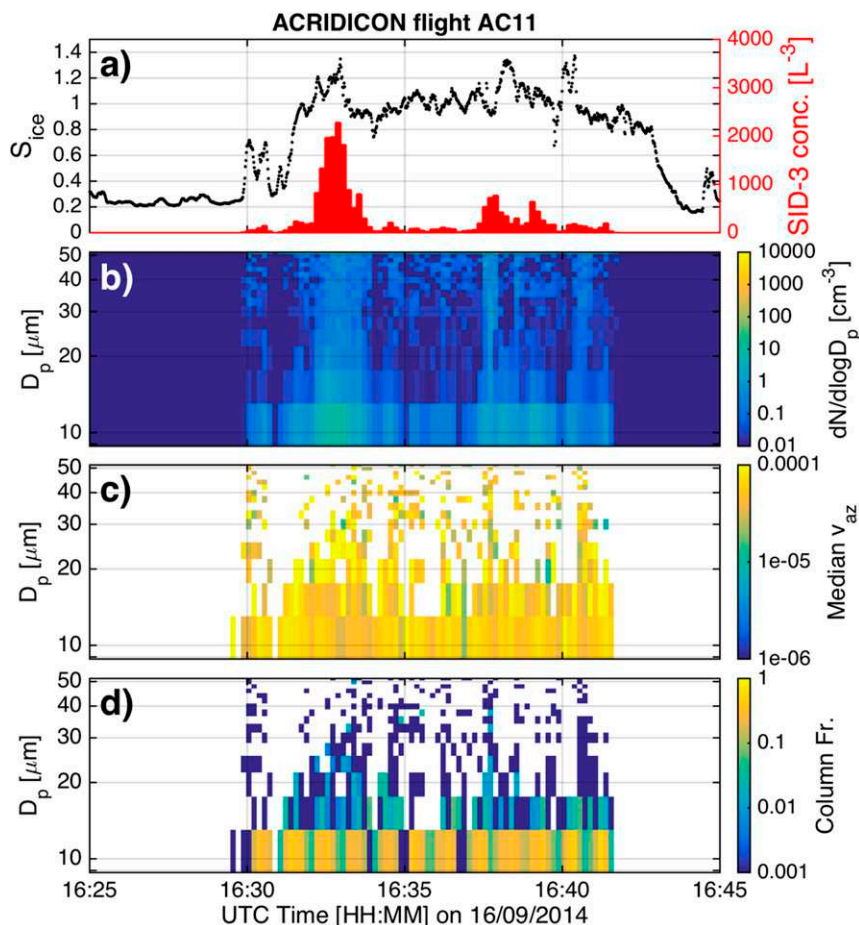 ACRIDICON flight AC11
a)
1.4
1.2
1
0.8
0.6
0.4
0.2
0
S_ice
4000
3000
2000
1000
0
SID-3 conc. [L^-3]
b)
50
40
30
20
10
D_p [μm]
10000
1000
100
10
1
0.1
0.01
dN/dlogD_p [cm^-3]
c)
50
40
30
20
10
D_p [μm]
0.0001
1e-05
1e-06
Median v_az
d)
50
40
30
20
10
D_p [μm]
1
0.1
0.01
0.001
Column Fr.
16:25 16:30 16:35 16:40 16:45
UTC Time [HH:MM] on 16/09/2014